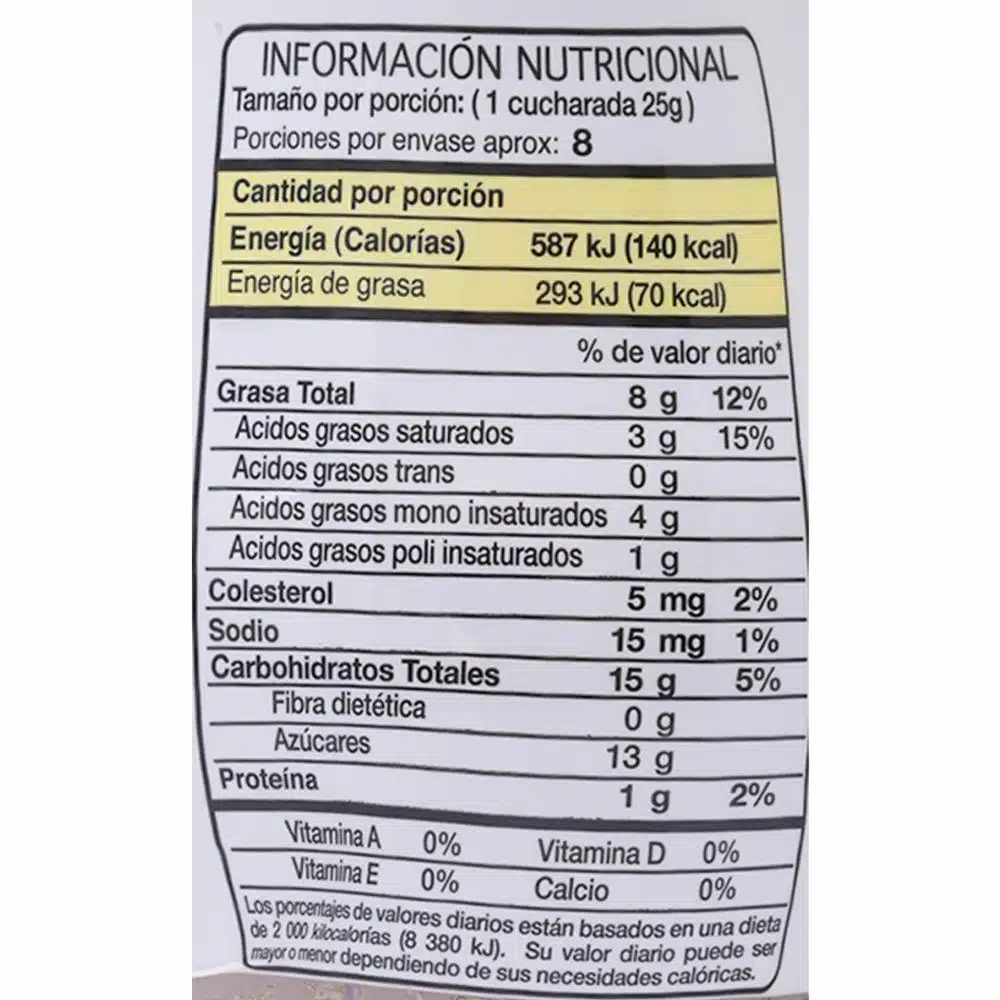 INFORMACIÓN NUTRICIONAL
Tamaño por porción: ( 1 cucharada 25g )
Porciones por envase aprox: 8
Cantidad por porción
Energía (Calorías) 587 kJ (140 kcal)
Energía de grasa 293 kJ (70 kcal)
% de valor diario*
Grasa Total 8 g 12%
Acidos grasos saturados 3 g 15%
Acidos grasos trans 0 g
Acidos grasos mono insaturados 4 g
Acidos grasos poli insaturados 1 g
Colesterol 5 mg 2%
Sodio 15 mg 1%
Carbohidratos Totales 15 g 5%
Fibra dietética 0 g
Azúcares 13 g
Proteína 1 g 2%
Vitamina A 0% Vitamina D 0%
Vitamina E 0% Calcio 0%
Los porcentajes de valores diarios están basados en una dieta
de 2 000 kilocalorías (8 380 kJ). Su valor diario puede ser
mayor o menor dependiendo de sus necesidades calóricas.